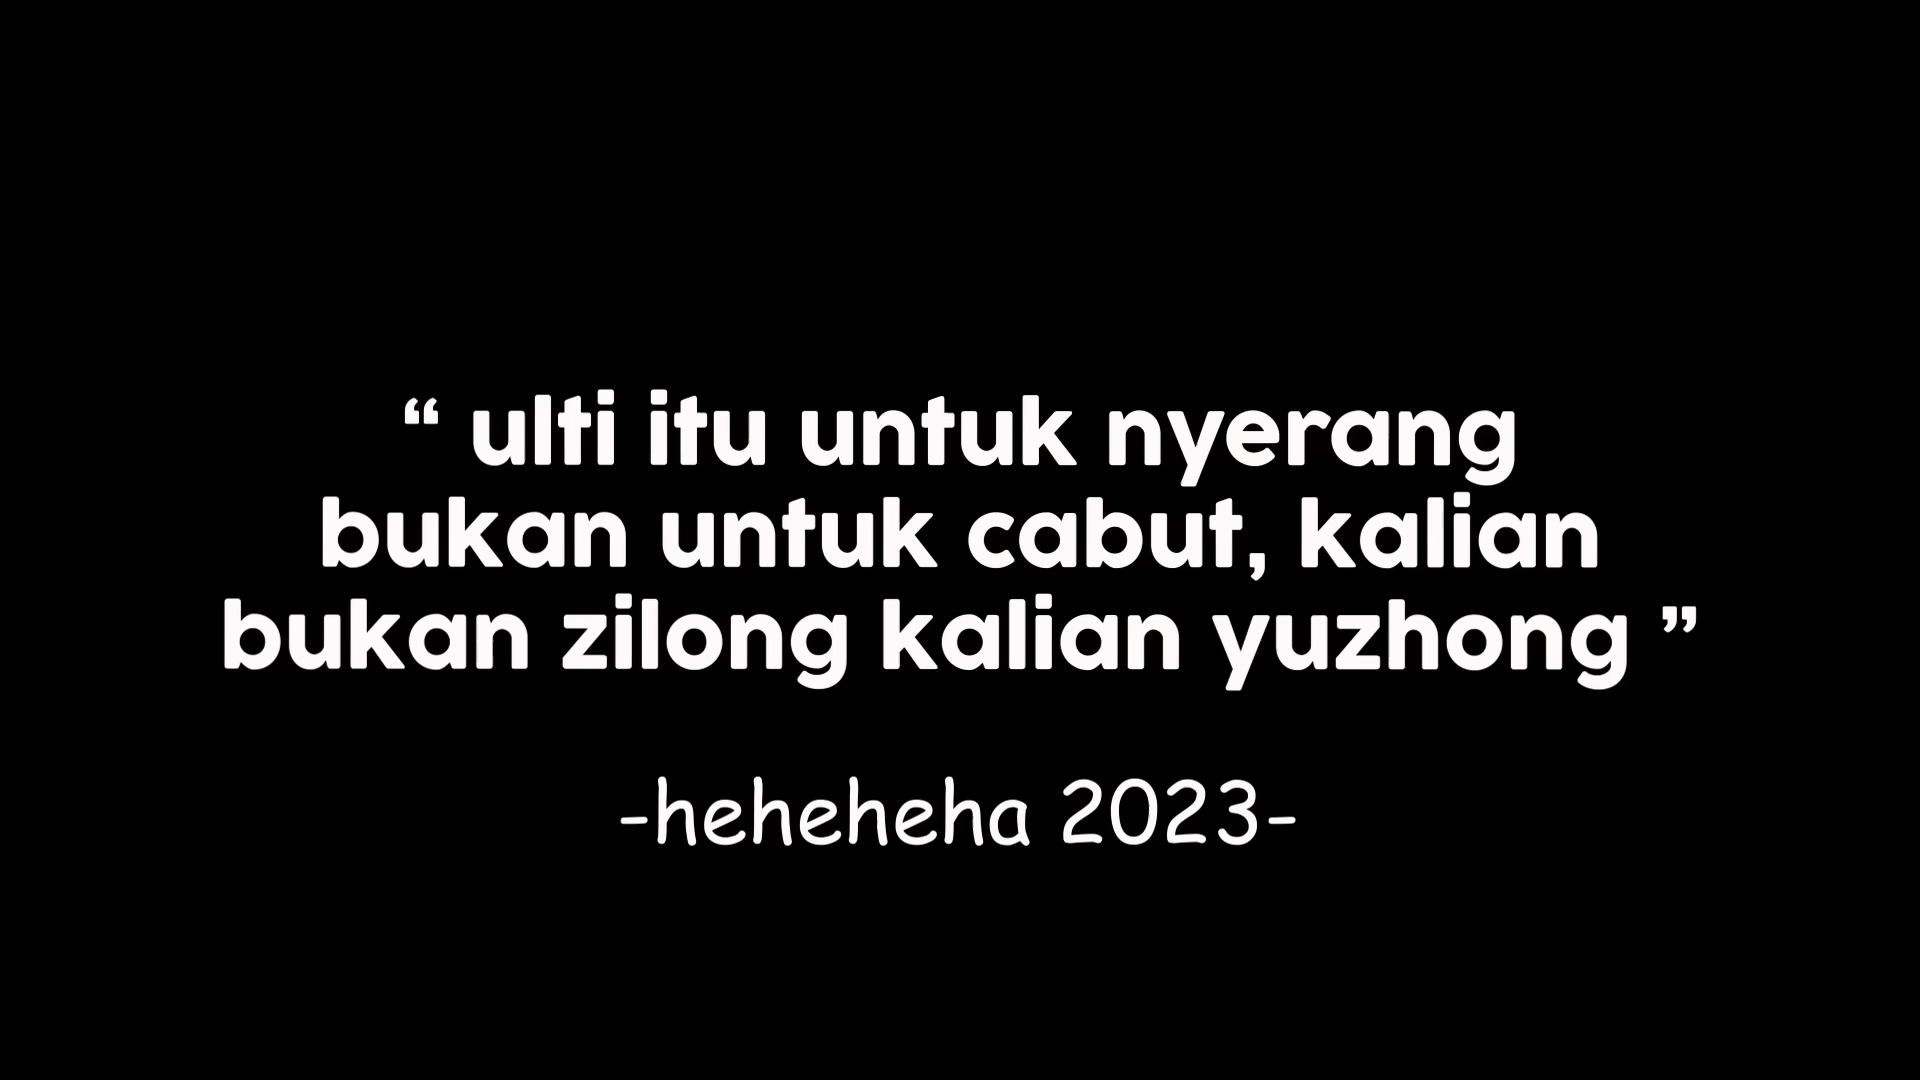 “ ulti itu untuk nyerang
bukan untuk cabut, kalian
bukan zilong kalian yuzhong ”
-heheheha 2023-